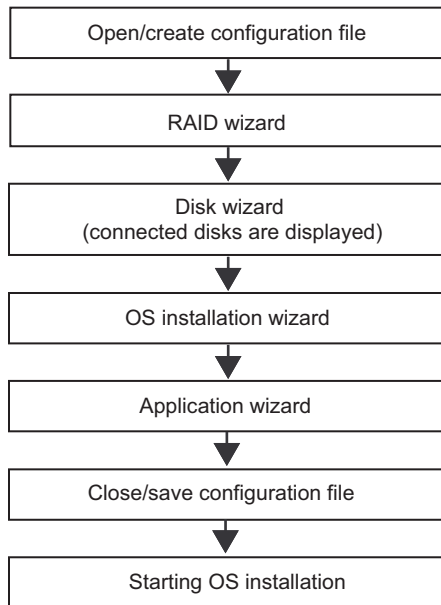 Open/create configuration file
RAID wizard
Disk wizard
(connected disks are displayed)
OS installation wizard
Application wizard
Close/save configuration file
Starting OS installation